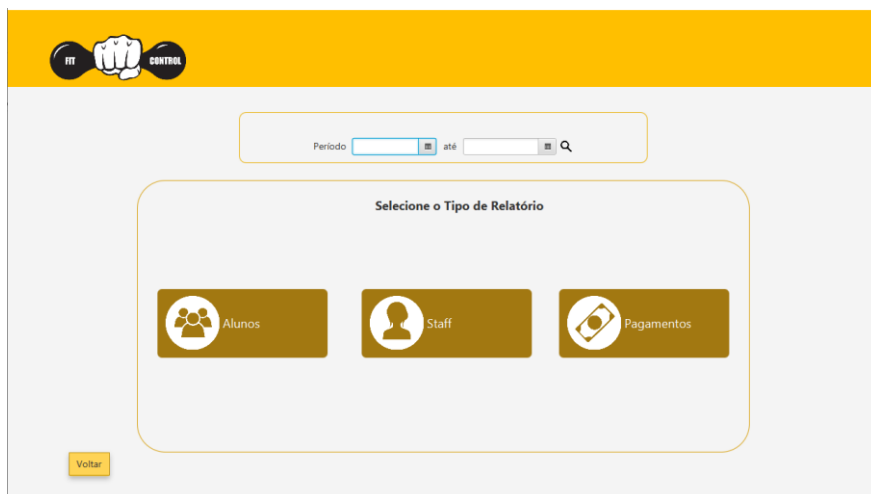 FIT CONTROL
Período até
Selecione o Tipo de Relatório
Alunos Staff Pagamentos
Voltar